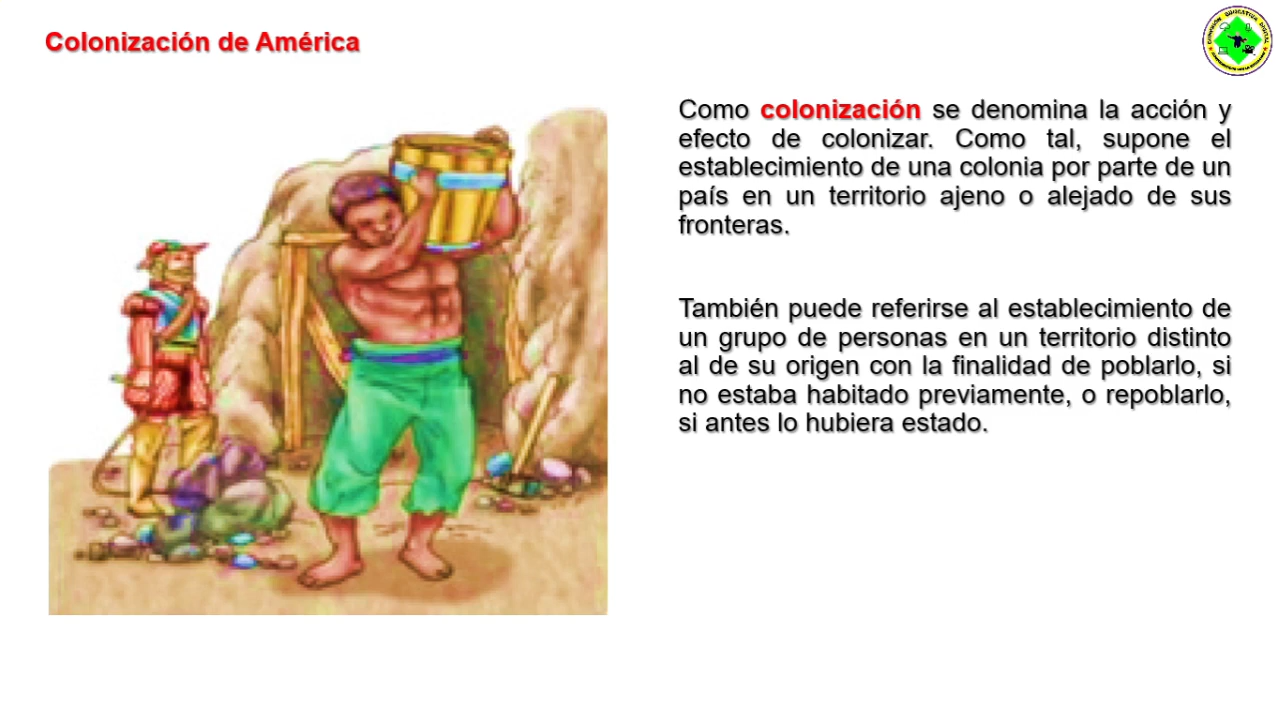 Colonización de América
Como colonización se denomina la acción y
efecto de colonizar. Como tal, supone el
establecimiento de una colonia por parte de un
país en un territorio ajeno o alejado de sus
fronteras.
También puede referirse al establecimiento de
un grupo de personas en un territorio distinto
al de su origen con la finalidad de poblarlo, si
no estaba habitado previamente, o repoblarlo,
si antes lo hubiera estado.